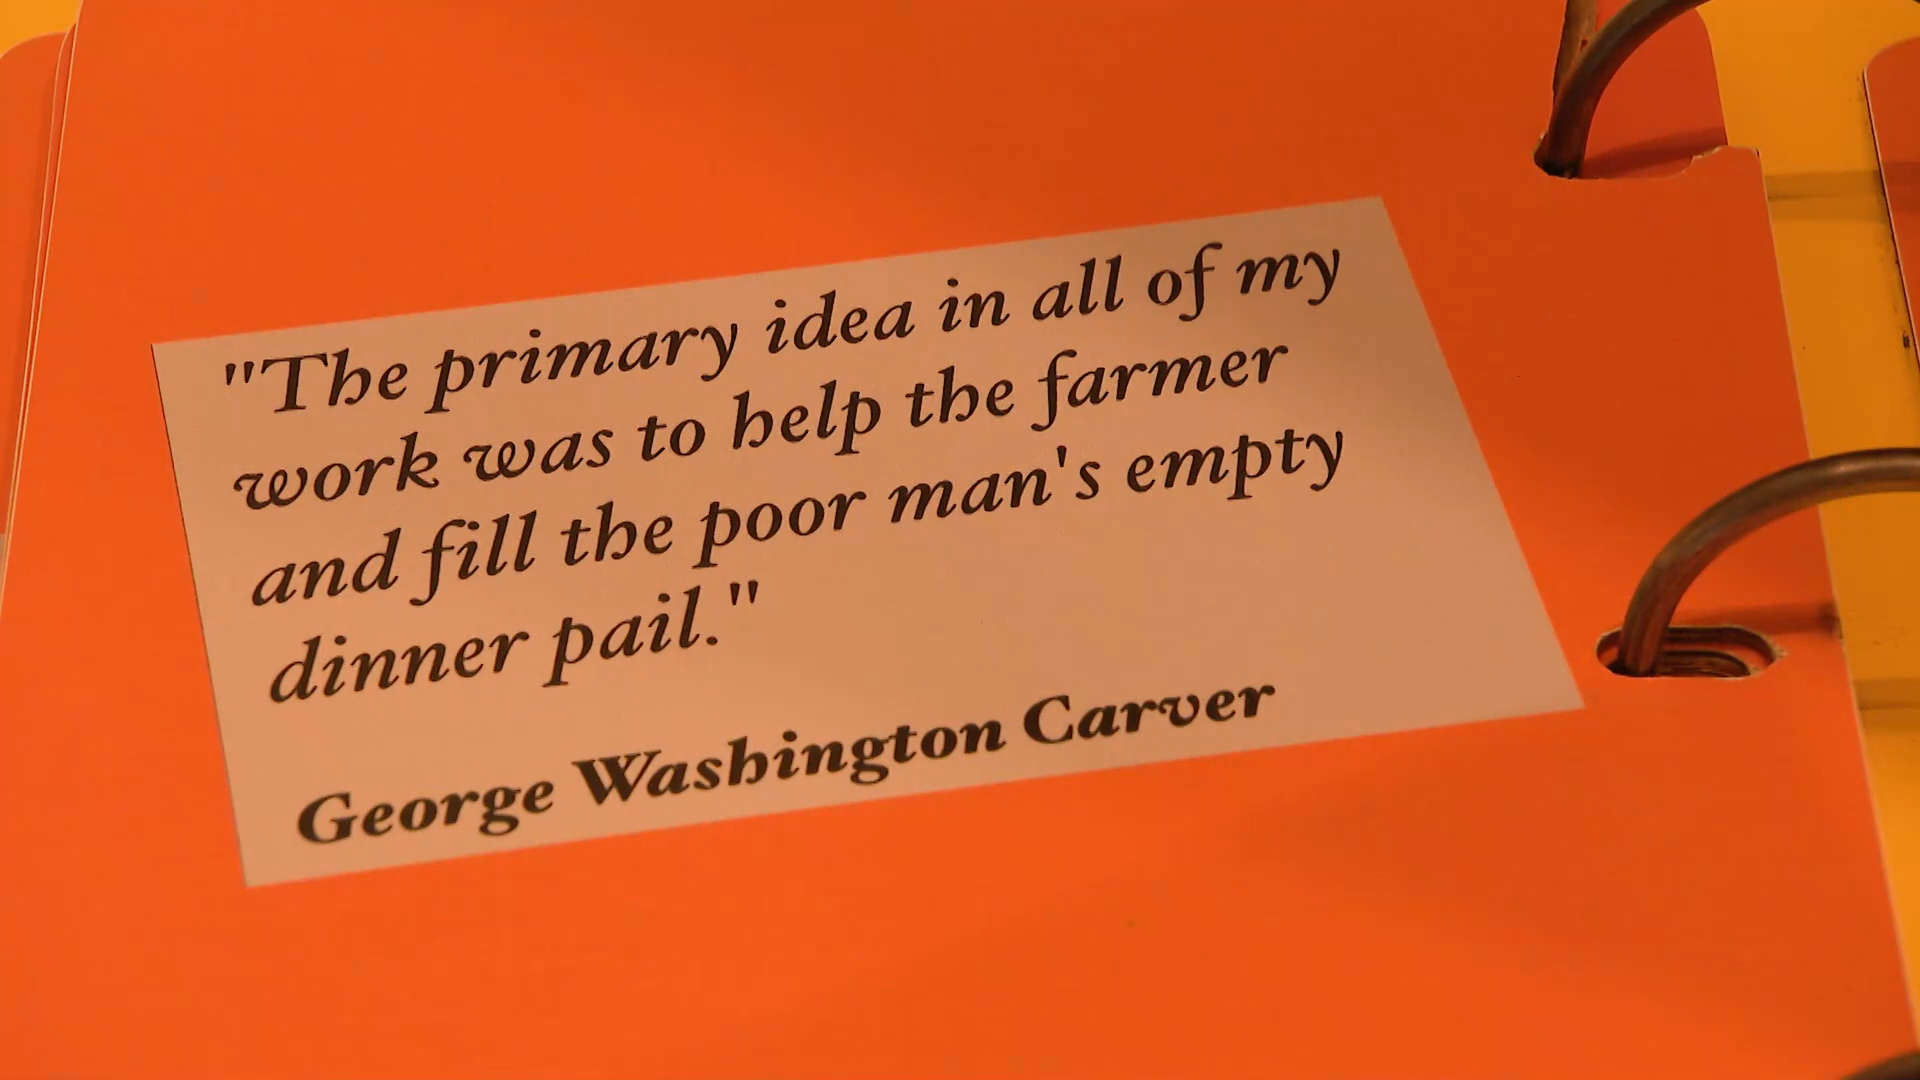 "The primary idea in all of my
work was to help the farmer
and fill the poor man's empty
dinner pail."
George Washington Carver